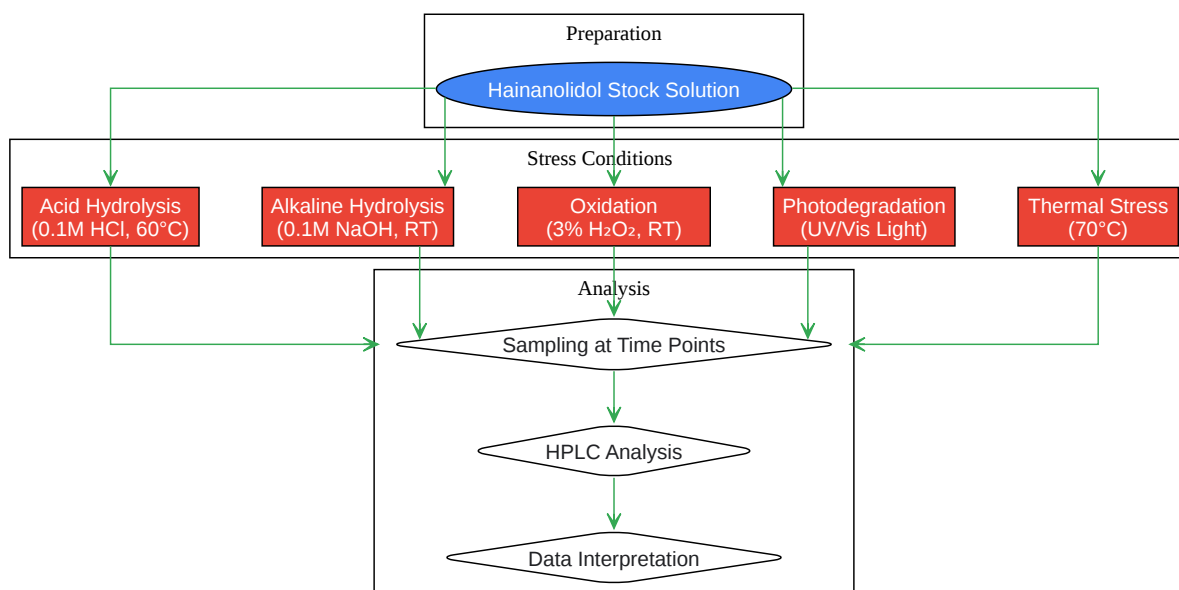 Preparation
Hainanolidol Stock Solution
Stress Conditions
Acid Hydrolysis
(0.1M HCl, 60°C)
Alkaline Hydrolysis
(0.1M NaOH, RT)
Oxidation
(3% H₂O₂, RT)
Photodegradation
(UV/Vis Light)
Thermal Stress
(70°C)
Analysis
Sampling at Time Points
HPLC Analysis
Data Interpretation